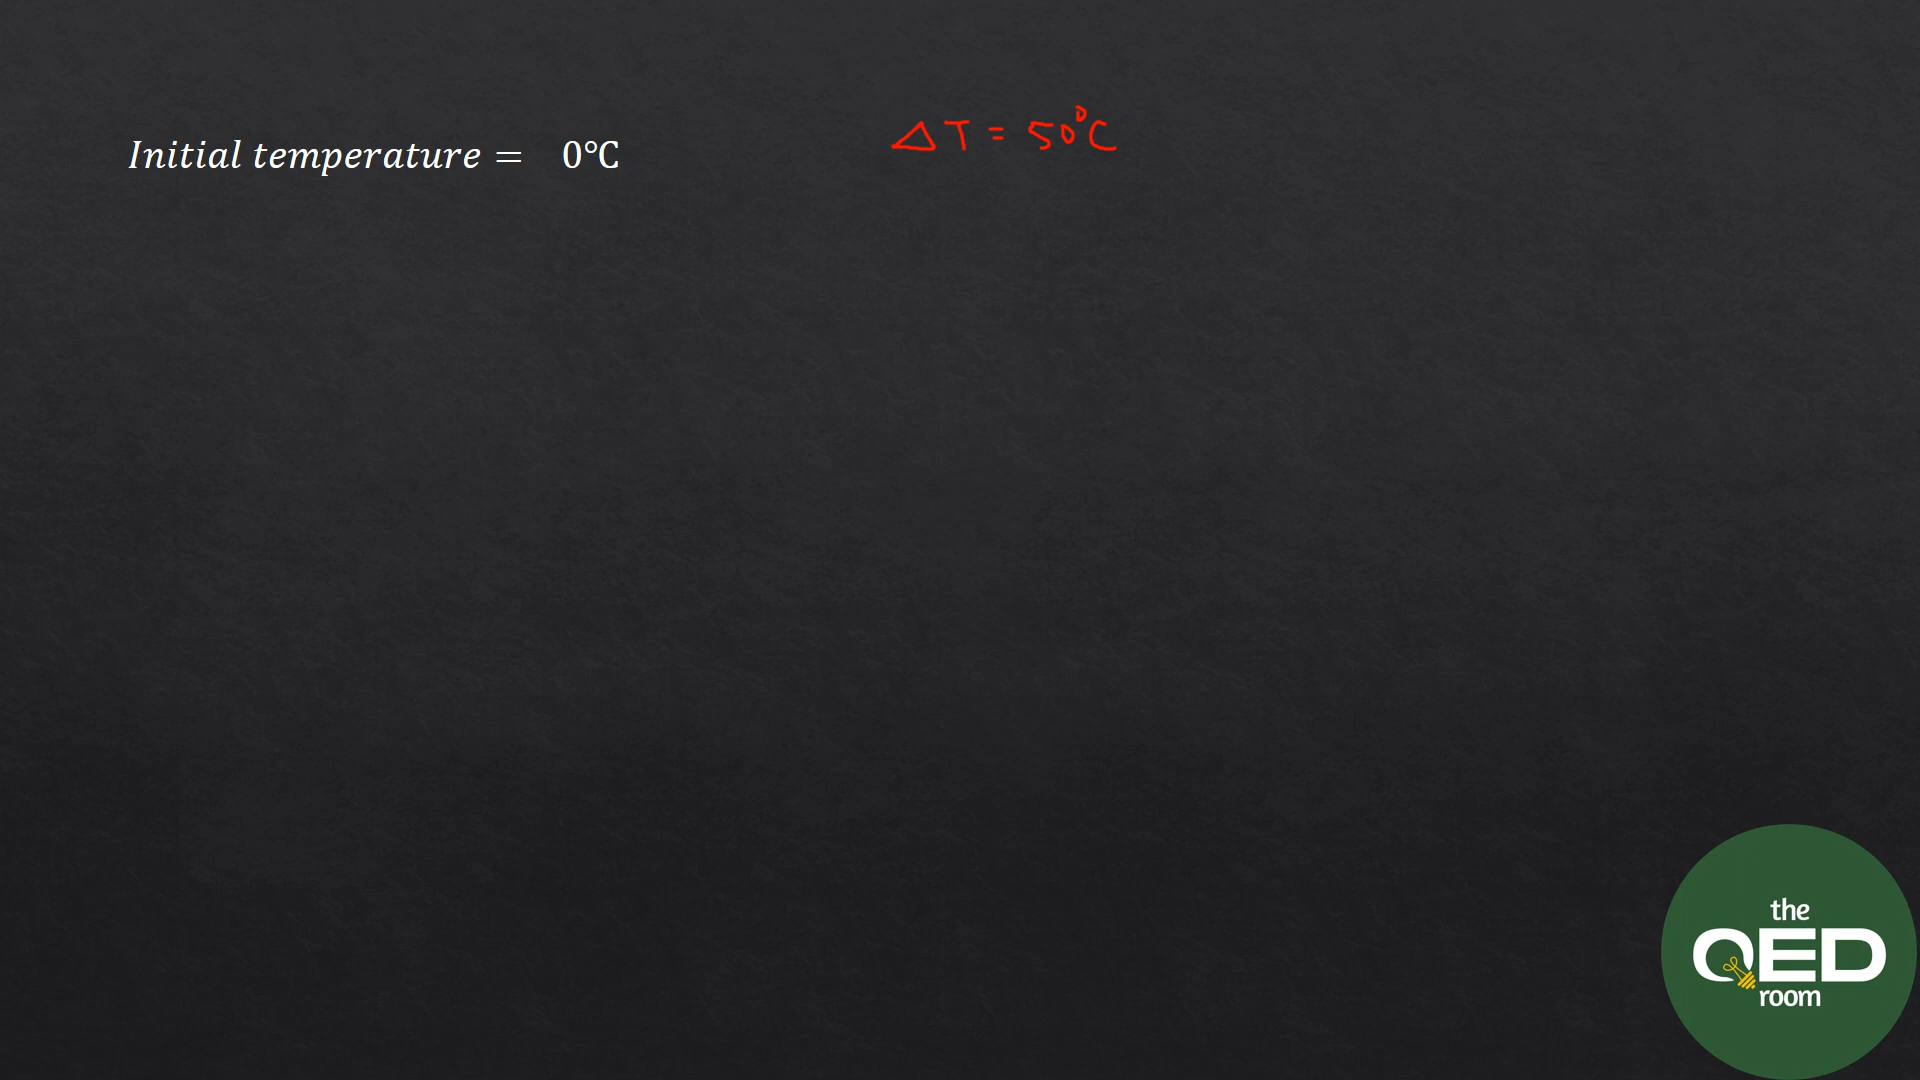 Initial temperature = 0°C
ΔT = 50°C
the
QED
room